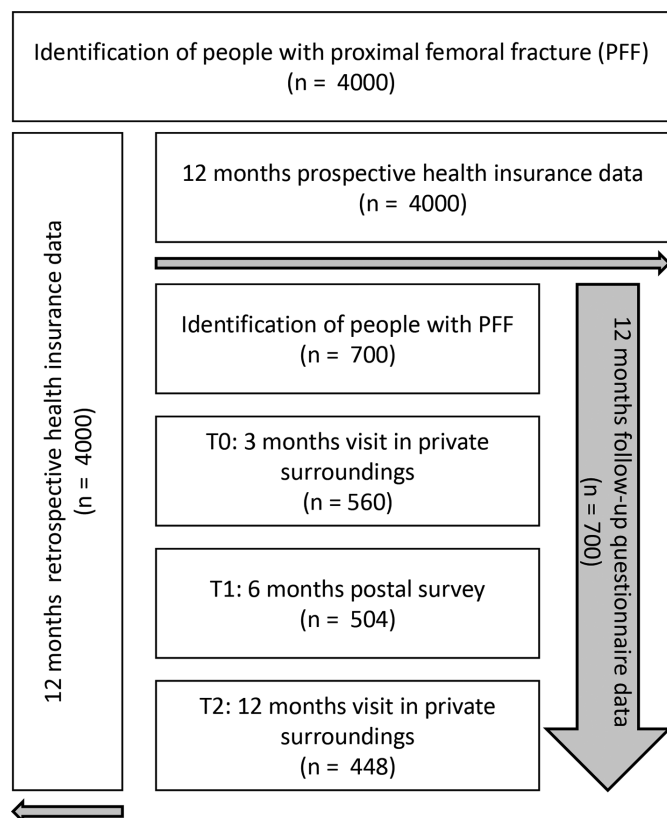 Identification of people with proximal femoral fracture (PFF)
(n = 4000)
12 months retrospective health insurance data
(n = 4000)
12 months prospective health insurance data
(n = 4000)
Identification of people with PFF
(n = 700)
T0: 3 months visit in private
surroundings
(n = 560)
T1: 6 months postal survey
(n = 504)
T2: 12 months visit in private
surroundings
(n = 448)
12 months follow-up questionnaire data
(n = 700)